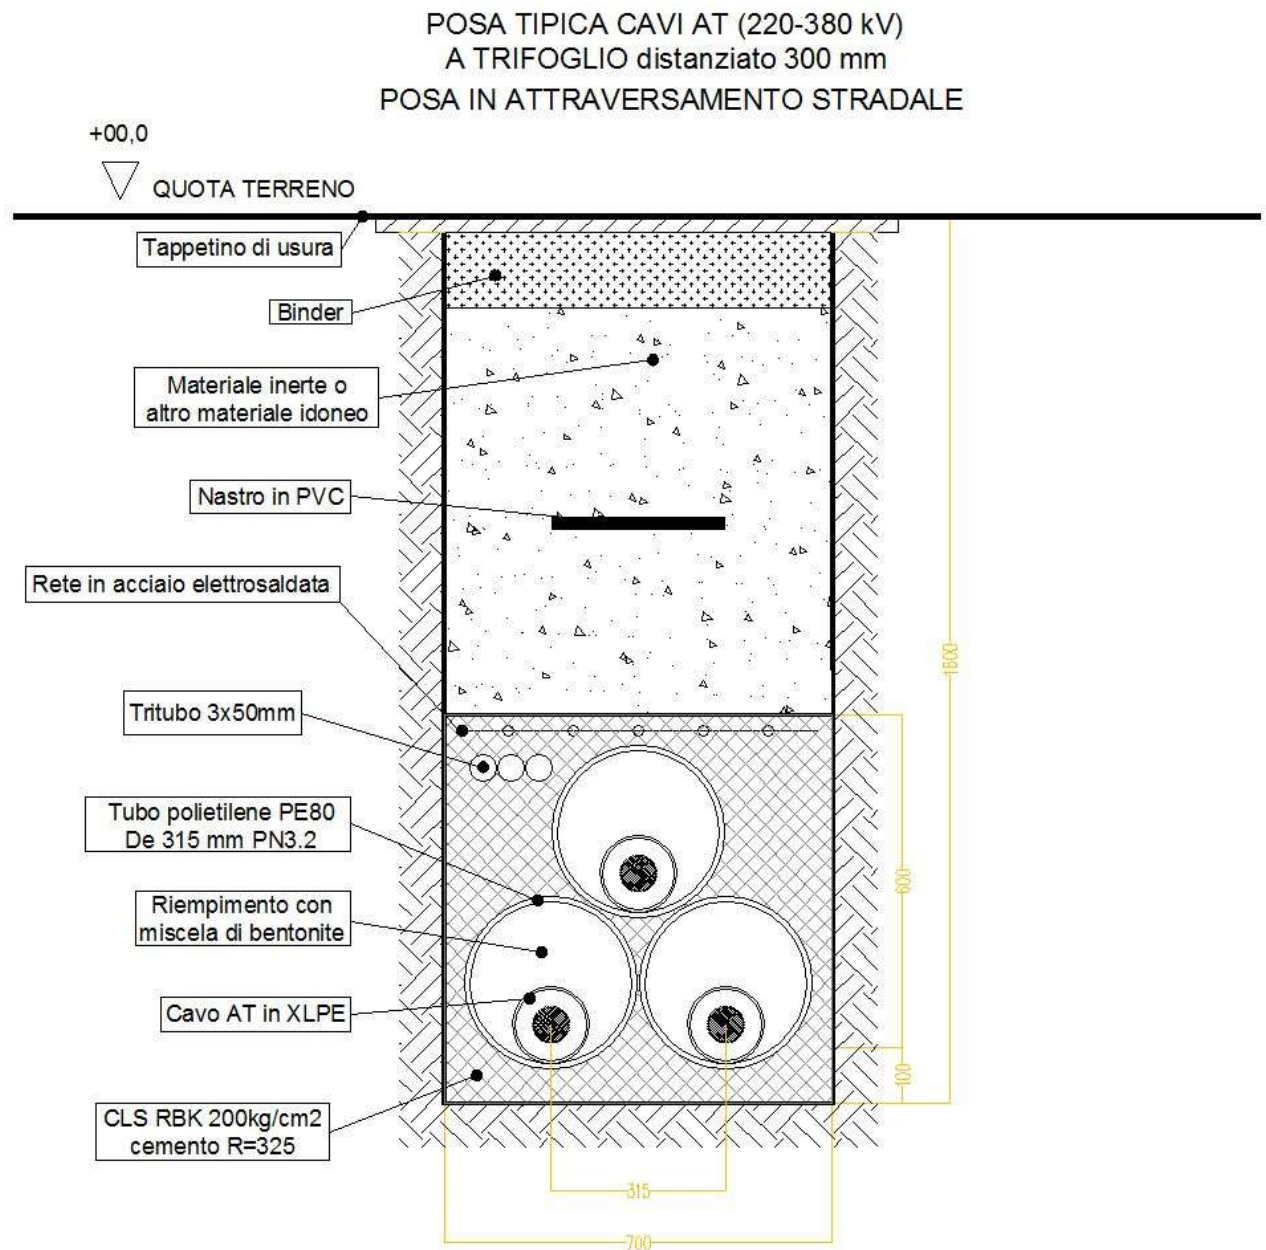 POSA TIPICA CAVI AT (220-380 kV)
A TRIFOGLIO distanziato 300 mm
POSA IN ATTRAVERSAMENTO STRADALE
+00,0
QUOTA TERRENO
Tappetino di usura
Binder
Materiale inerte o
altro materiale idoneo
Nastro in PVC
Rete in acciaio elettrosaldata
1600
Tritubo 3x50mm
Tubo polietilene PE80
De 315 mm PN3.2
600
Riempimento con
miscela di bentonite
Cavo AT in XLPE
100
CLS RBK 200kg/cm2
cemento R=325
315
700